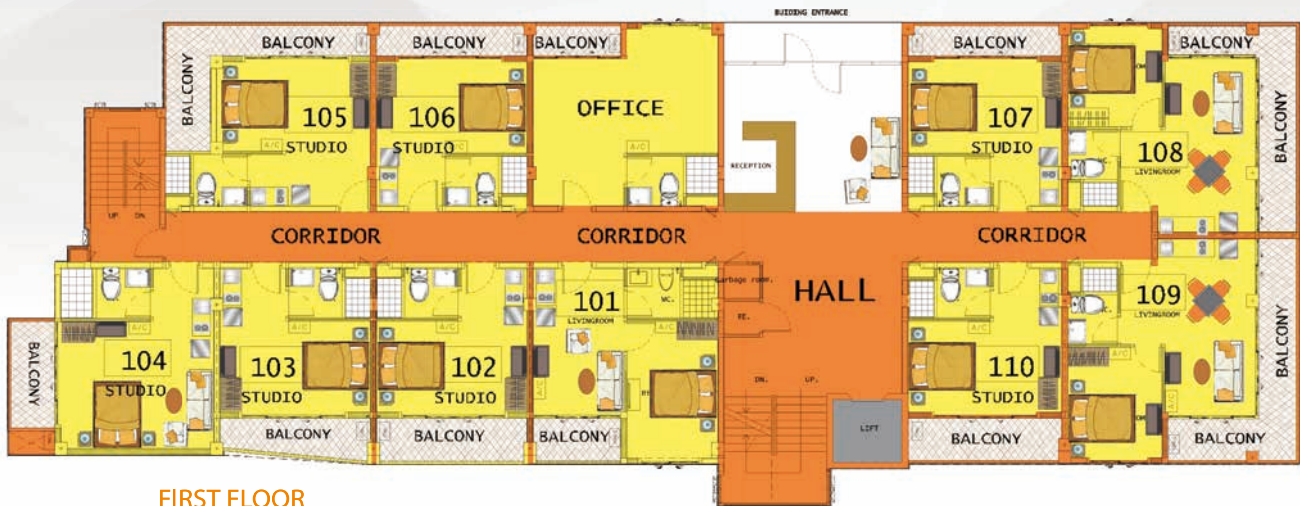 BUIDING ENTRANCE
BALCONY
BALCONY
BALCONY
BALCONY
BALCONY
BALCONY
BALCONY
BALCONY
105
STUDIO
A/C
106
STUDIO
A/C
OFFICE
A/C
RECEPTION
107
STUDIO
A/C
108
LIVINGROOM
UP
DN.
CORRIDOR
CORRIDOR
CORRIDOR
HALL
Garbage room.
RE.
101
LIVINGROOM
WC.
A/C
A/C
A/C
A/C
A/C
A/C
A/C
104
STUDIO
103
STUDIO
102
STUDIO
110
STUDIO
109
LIVINGROOM
DN.
UP.
LIFT
BALCONY
BALCONY
BALCONY
BALCONY
BALCONY
BALCONY
BALCONY
FIRST FLOOR